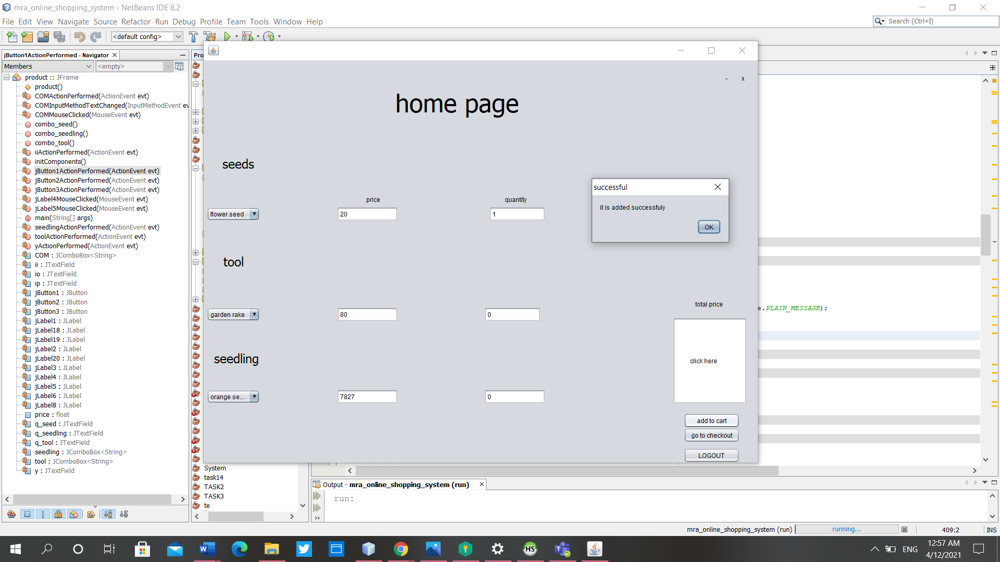 mra_online_shopping_system - NetBeans IDE 8.2
File Edit View Navigate Source Refactor Run Debug Profile Team Tools Window Help
Search (Ctrl+I)
<default config>
jButton1ActionPerformed - Navigator
Pro
Members
<empty>
product :: JFrame
product()
COMActionPerformed(ActionEvent evt)
COMInputMethodTextChanged(InputMethodEvent ev
COMMouseClicked(MouseEvent evt)
combo_seed()
combo_seedling()
combo_tool()
iiActionPerformed(ActionEvent evt)
initComponents()
jButton1ActionPerformed(ActionEvent evt)
jButton2ActionPerformed(ActionEvent evt)
jButton3ActionPerformed(ActionEvent evt)
jLabel4MouseClicked(MouseEvent evt)
jLabel5MouseClicked(MouseEvent evt)
main(String[] args)
seedlingActionPerformed(ActionEvent evt)
toolActionPerformed(ActionEvent evt)
yActionPerformed(ActionEvent evt)
COM : JComboBox<String>
ii : JTextField
io : JTextField
ip : JTextField
jButton1 : JButton
jButton2 : JButton
jButton3 : JButton
jLabel1 : JLabel
jLabel18 : JLabel
jLabel19 : JLabel
jLabel2 : JLabel
jLabel20 : JLabel
jLabel3 : JLabel
jLabel4 : JLabel
jLabel5 : JLabel
jLabel6 : JLabel
jLabel8 : JLabel
price : float
q_seed : JTextField
q_seedling : JTextField
q_tool : JTextField
seedling : JComboBox<String>
tool : JComboBox<String>
y : JTextField
- x
home page
seeds
price quantity
flower seed 20 1
successful
it is added successfuly
OK
tool
total price
garden rake 80 0
click here
seedling
orange se... 7827 0
add to cart
go to checkout
LOGOUT
e.PLAIN_MESSAGE);
System
task14
TASK2
TASK3
te
Output - mra_online_shopping_system (run)
run:
mra_online_shopping_system (run) running... 409:2 INS
HS
ENG
12:57 AM
4/12/2021